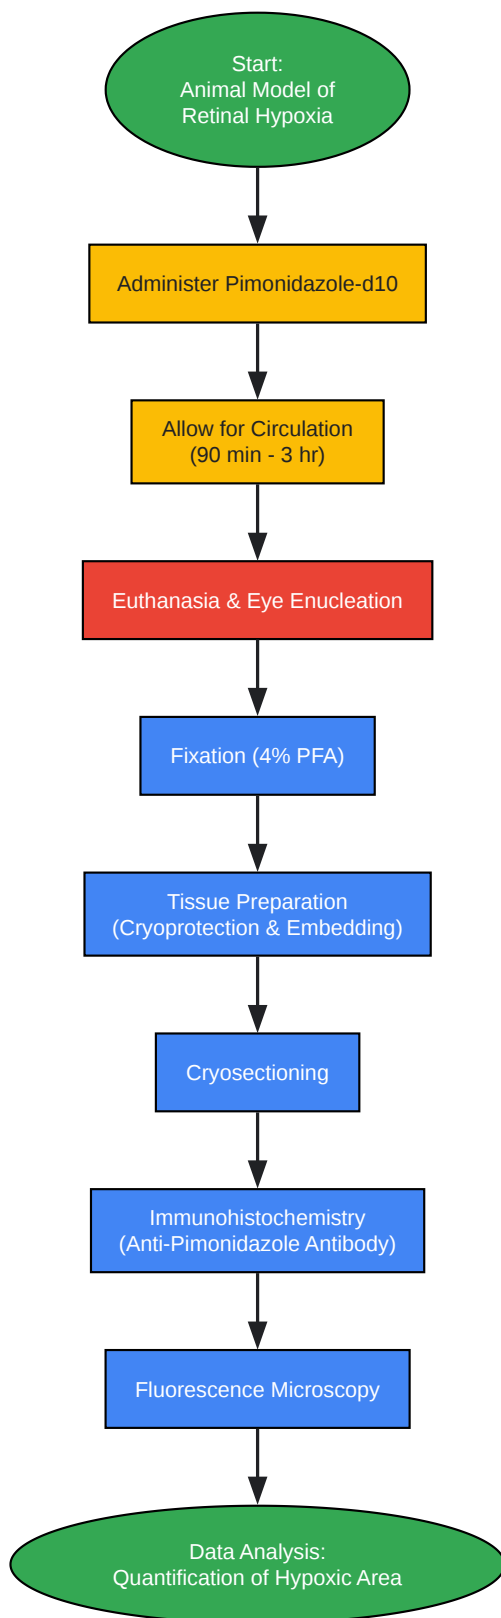 Start:
Animal Model of
Retinal Hypoxia
Administer Pimonidazole-d10
Allow for Circulation
(90 min - 3 hr)
Euthanasia & Eye Enucleation
Fixation (4% PFA)
Tissue Preparation
(Cryoprotection & Embedding)
Cryosectioning
Immunohistochemistry
(Anti-Pimonidazole Antibody)
Fluorescence Microscopy
Data Analysis:
Quantification of Hypoxic Area